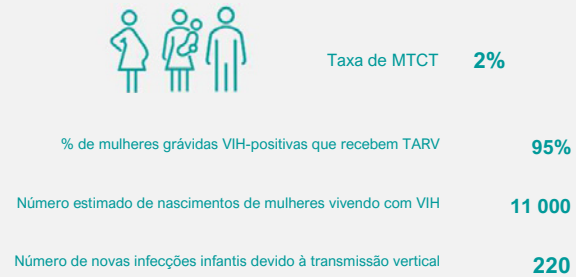 Taxa de MTCT 2%
% de mulheres grávidas VIH-positivas que recebem TARV 95%
Número estimado de nascimentos de mulheres vivendo com VIH 11 000
Número de novas infecções infantis devido à transmissão vertical 220